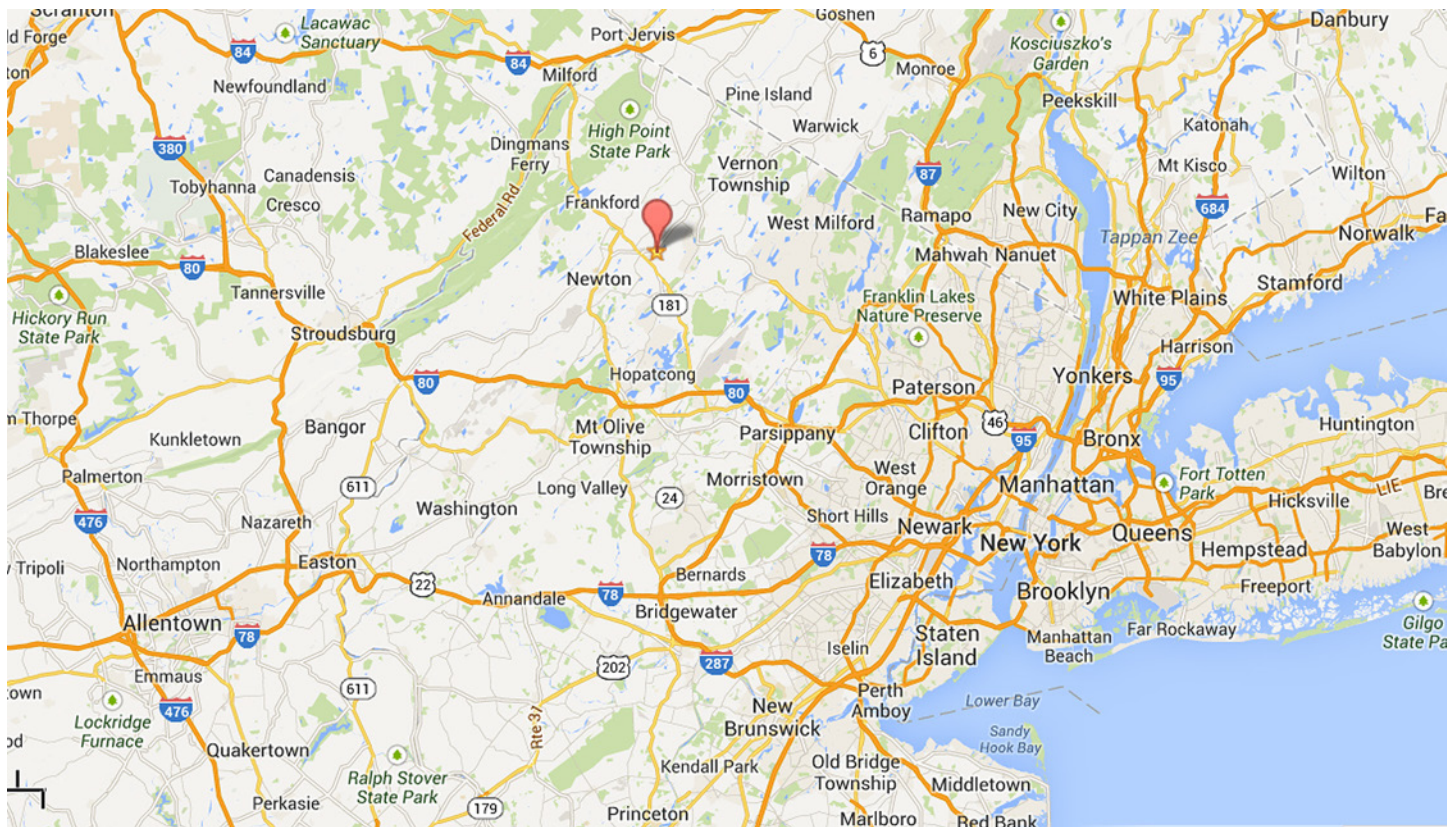 Scranton
Lacawac
Sanctuary
Goshen
Danbury
d Forge
84
Port Jervis
6
Kosciuszko's
Garden
ton
84
Milford
Monroe
Newfoundland
Pine Island
Peekskill
High Point
State Park
Warwick
Katonah
380
Dingmans
Ferry
Vernon
Township
Mt Kisco
Canadensis
87
Wilton
Tobyhanna
Cresco
Federal Rd
Frankford
West Milford
Ramapo
New City
684
Fa
Blakeslee
Tappan Zee
Norwalk
80
Newton
Mahwah
Nanuet
Tannersville
181
Franklin Lakes
Nature Preserve
White Plains
Stamford
Hickory Run
State Park
Stroudsburg
Harrison
80
Hopatcong
80
Paterson
Yonkers
95
m Thorpe
Kunkletown
Bangor
Mt Olive
Township
Parsippany
Clifton
46
95
Bronx
Huntington
Palmerton
611
Long Valley
24
Morristown
West
Orange
Manhattan
Fort Totten
Park
Hicksville
LIE
Bre
476
Nazareth
Washington
Short Hills
Newark
New York
Queens
West
Babylon
y Tripoli
Northampton
Easton
22
78
Hempstead
Bernards
Elizabeth
Freeport
Annandale
78
Bridgewater
Brooklyn
Allentown
78
Staten
Island
Manhattan
Beach
Far Rockaway
Gilgo
State Pa
Emmaus
202
287
Iselin
town
611
Perth
Amboy
Lower Bay
Lockridge
Furnace
476
Rte 31
New
Brunswick
Sandy
Hook Bay
od
Quakertown
Ralph Stover
State Park
Kendall Park
Old Bridge
Township
Middletown
Perkasie
179
Princeton
Marlboro
Red Bank